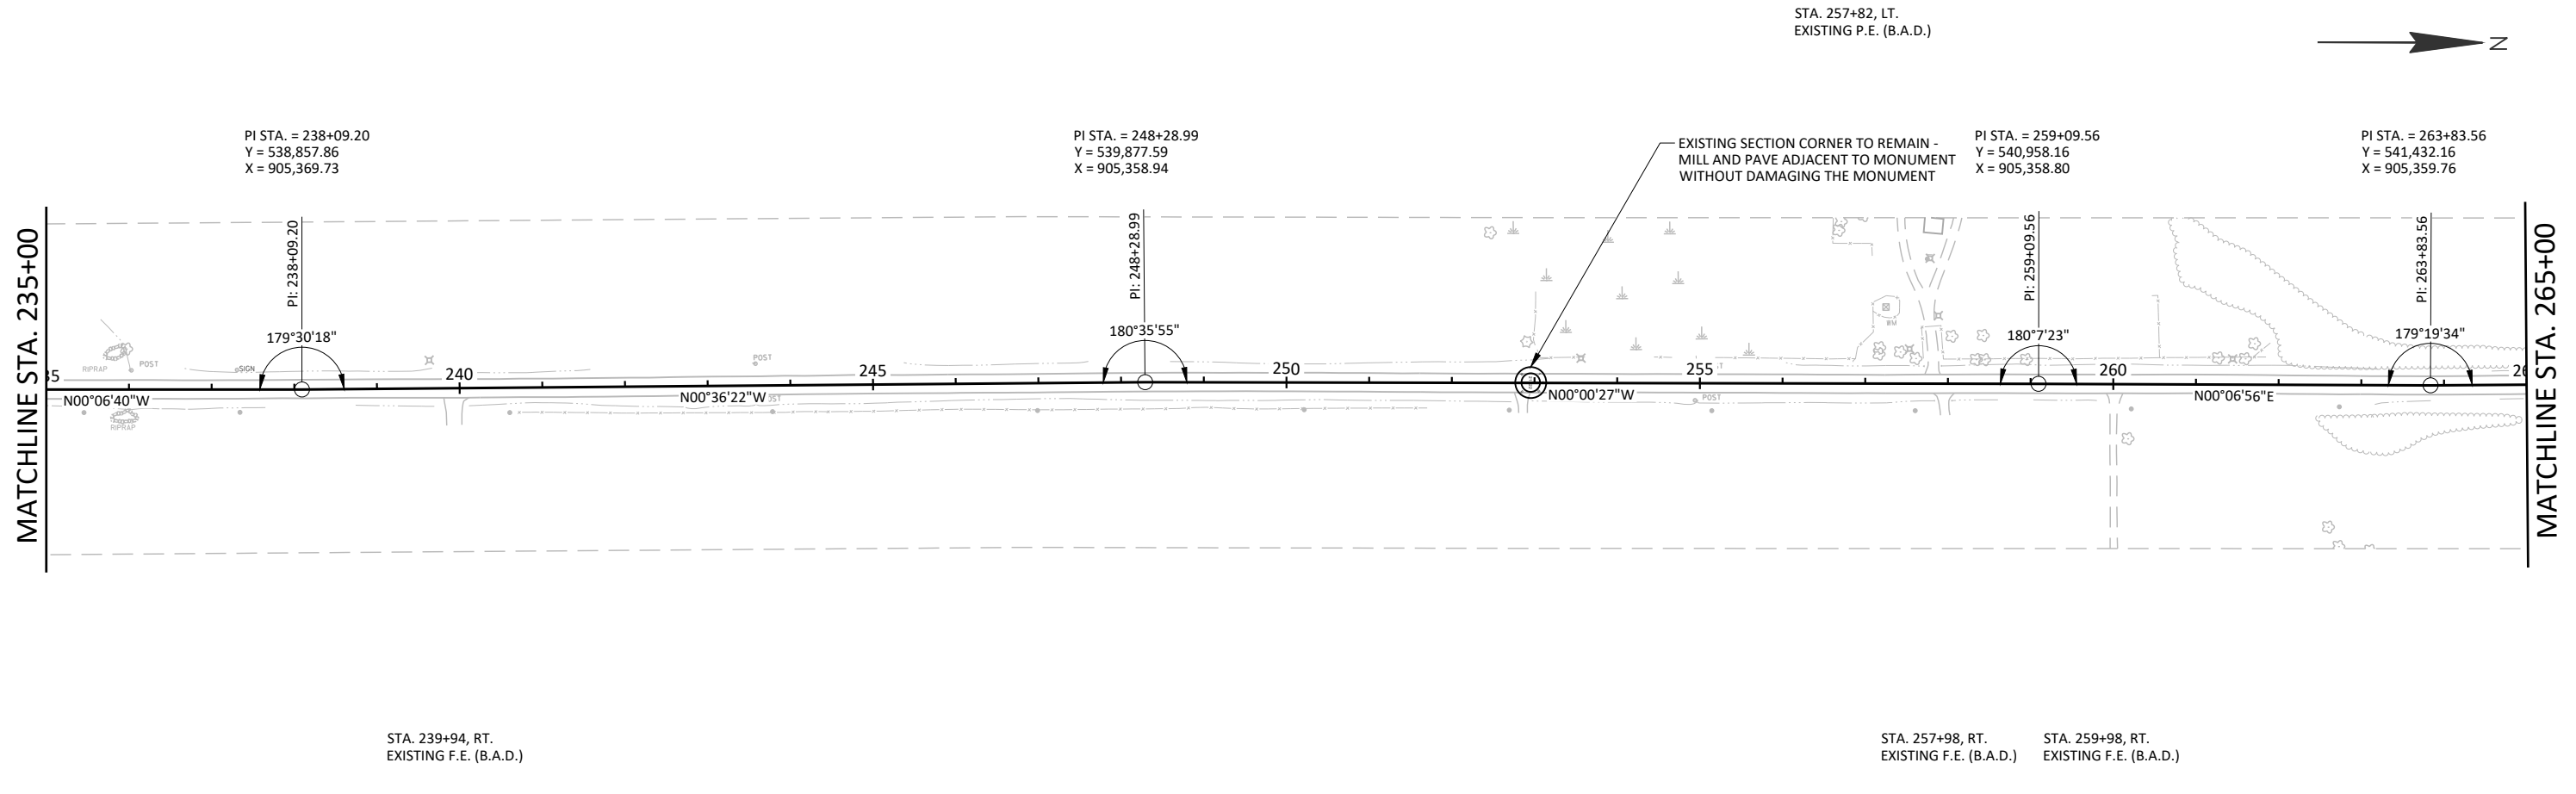 STA. 257+82, LT.
EXISTING P.E. (B.A.D.)
N
PI STA. = 238+09.20
Y = 538,857.86
X = 905,369.73
PI STA. = 248+28.99
Y = 539,877.59
X = 905,358.94
EXISTING SECTION CORNER TO REMAIN -
MILL AND PAVE ADJACENT TO MONUMENT
WITHOUT DAMAGING THE MONUMENT
PI STA. = 259+09.56
Y = 540,958.16
X = 905,358.80
PI STA. = 263+83.56
Y = 541,432.16
X = 905,359.76
MATCHLINE STA. 235+00
PI: 238+09.20
PI: 248+28.99
PI: 259+09.56
PI: 263+83.56
MATCHLINE STA. 265+00
179°30'18"
180°35'55"
180°7'23"
179°19'34"
RM
RIPRAP
POST
SIGN
POST
35
240
245
250
255
260
26
N00°06'40"W
N00°36'22"W
N00°00'27"W
POST
N00°06'56"E
RIPRAP
STA. 239+94, RT.
EXISTING F.E. (B.A.D.)
STA. 257+98, RT.
EXISTING F.E. (B.A.D.)
STA. 259+98, RT.
EXISTING F.E. (B.A.D.)